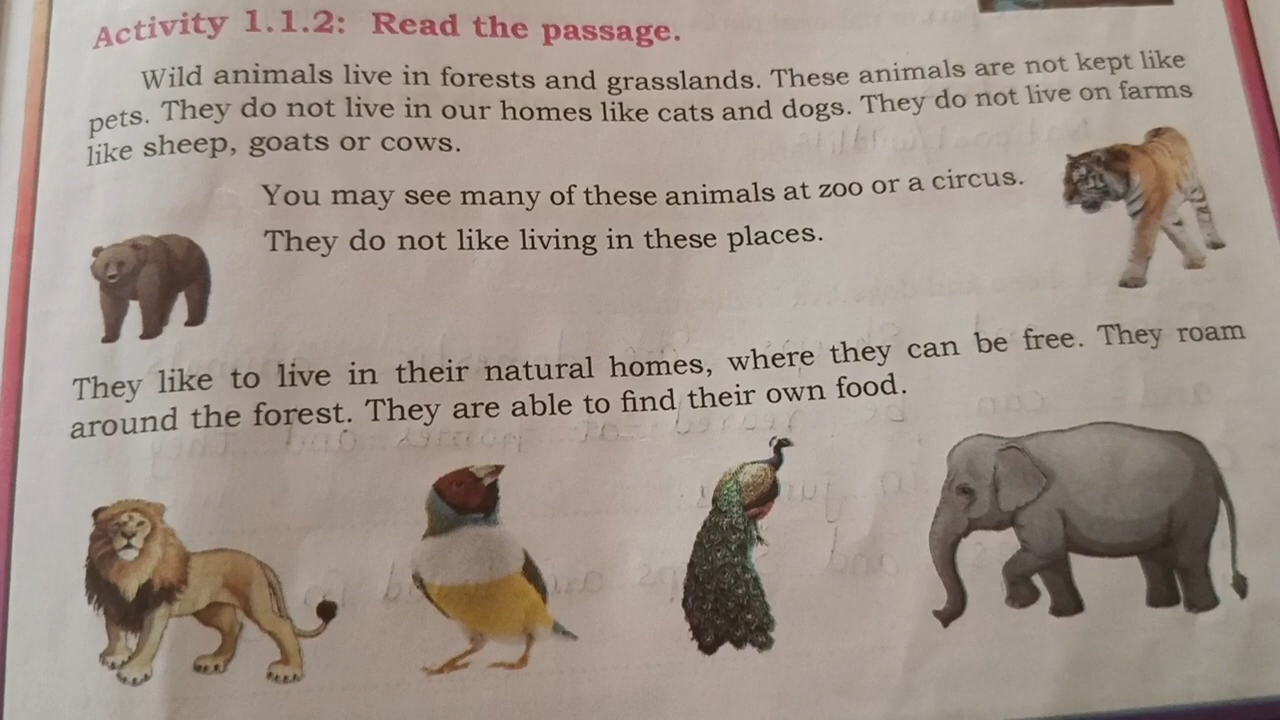 Activity 1.1.2: Read the passage.
Wild animals live in forests and grasslands. These animals are not kept like
pets. They do not live in our homes like cats and dogs. They do not live on farms
like sheep, goats or cows.
You may see many of these animals at zoo or a circus.
They do not like living in these places.
They like to live in their natural homes, where they can be free. They roam
around the forest. They are able to find their own food.